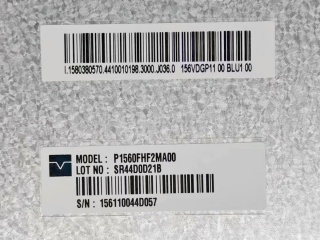 I.1580380570.4410010198.3000.J036.0 156VDGP11 00 BLU1 00
MODEL : P1560FHF2MA00
LOT NO : SR44D0D21B
S/N : 156110044D057